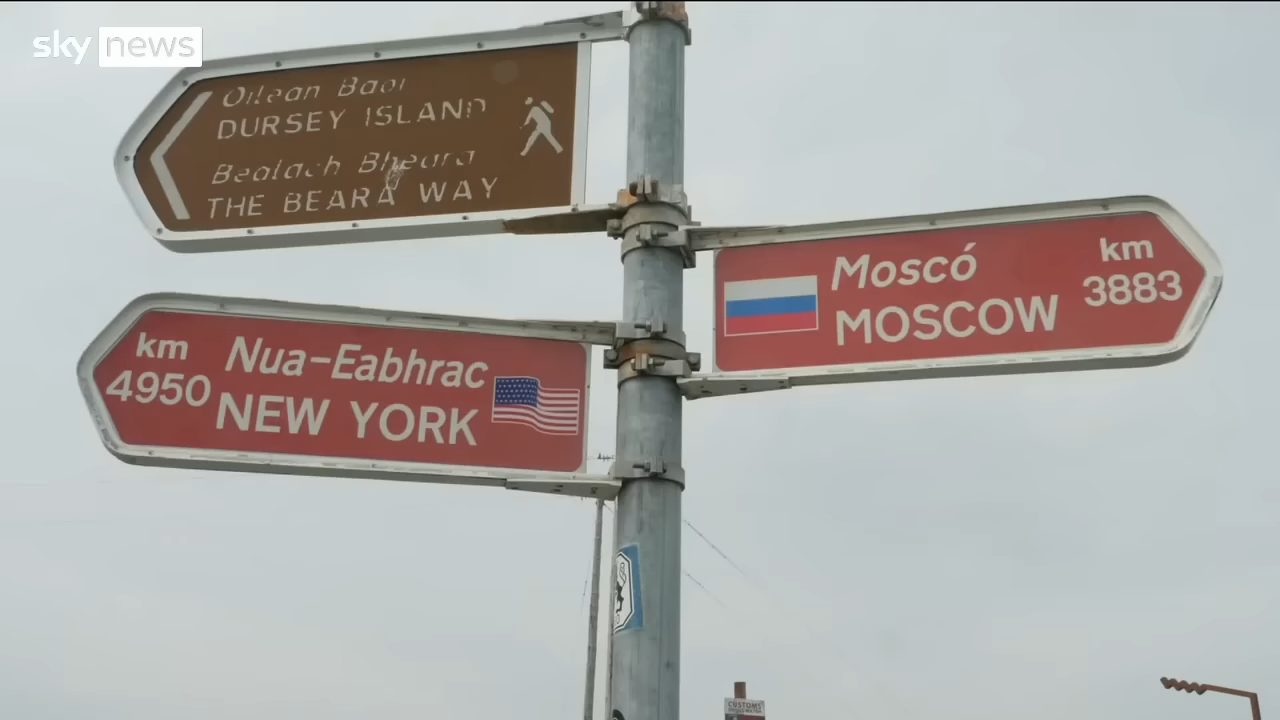 sky news
Oilean Baoi
DURSEY ISLAND
Bealach Bheara
THE BEARA WAY
Moscó
MOSCOW
km
3883
km
4950
Nua-Eabhrac
NEW YORK
CUSTOMS